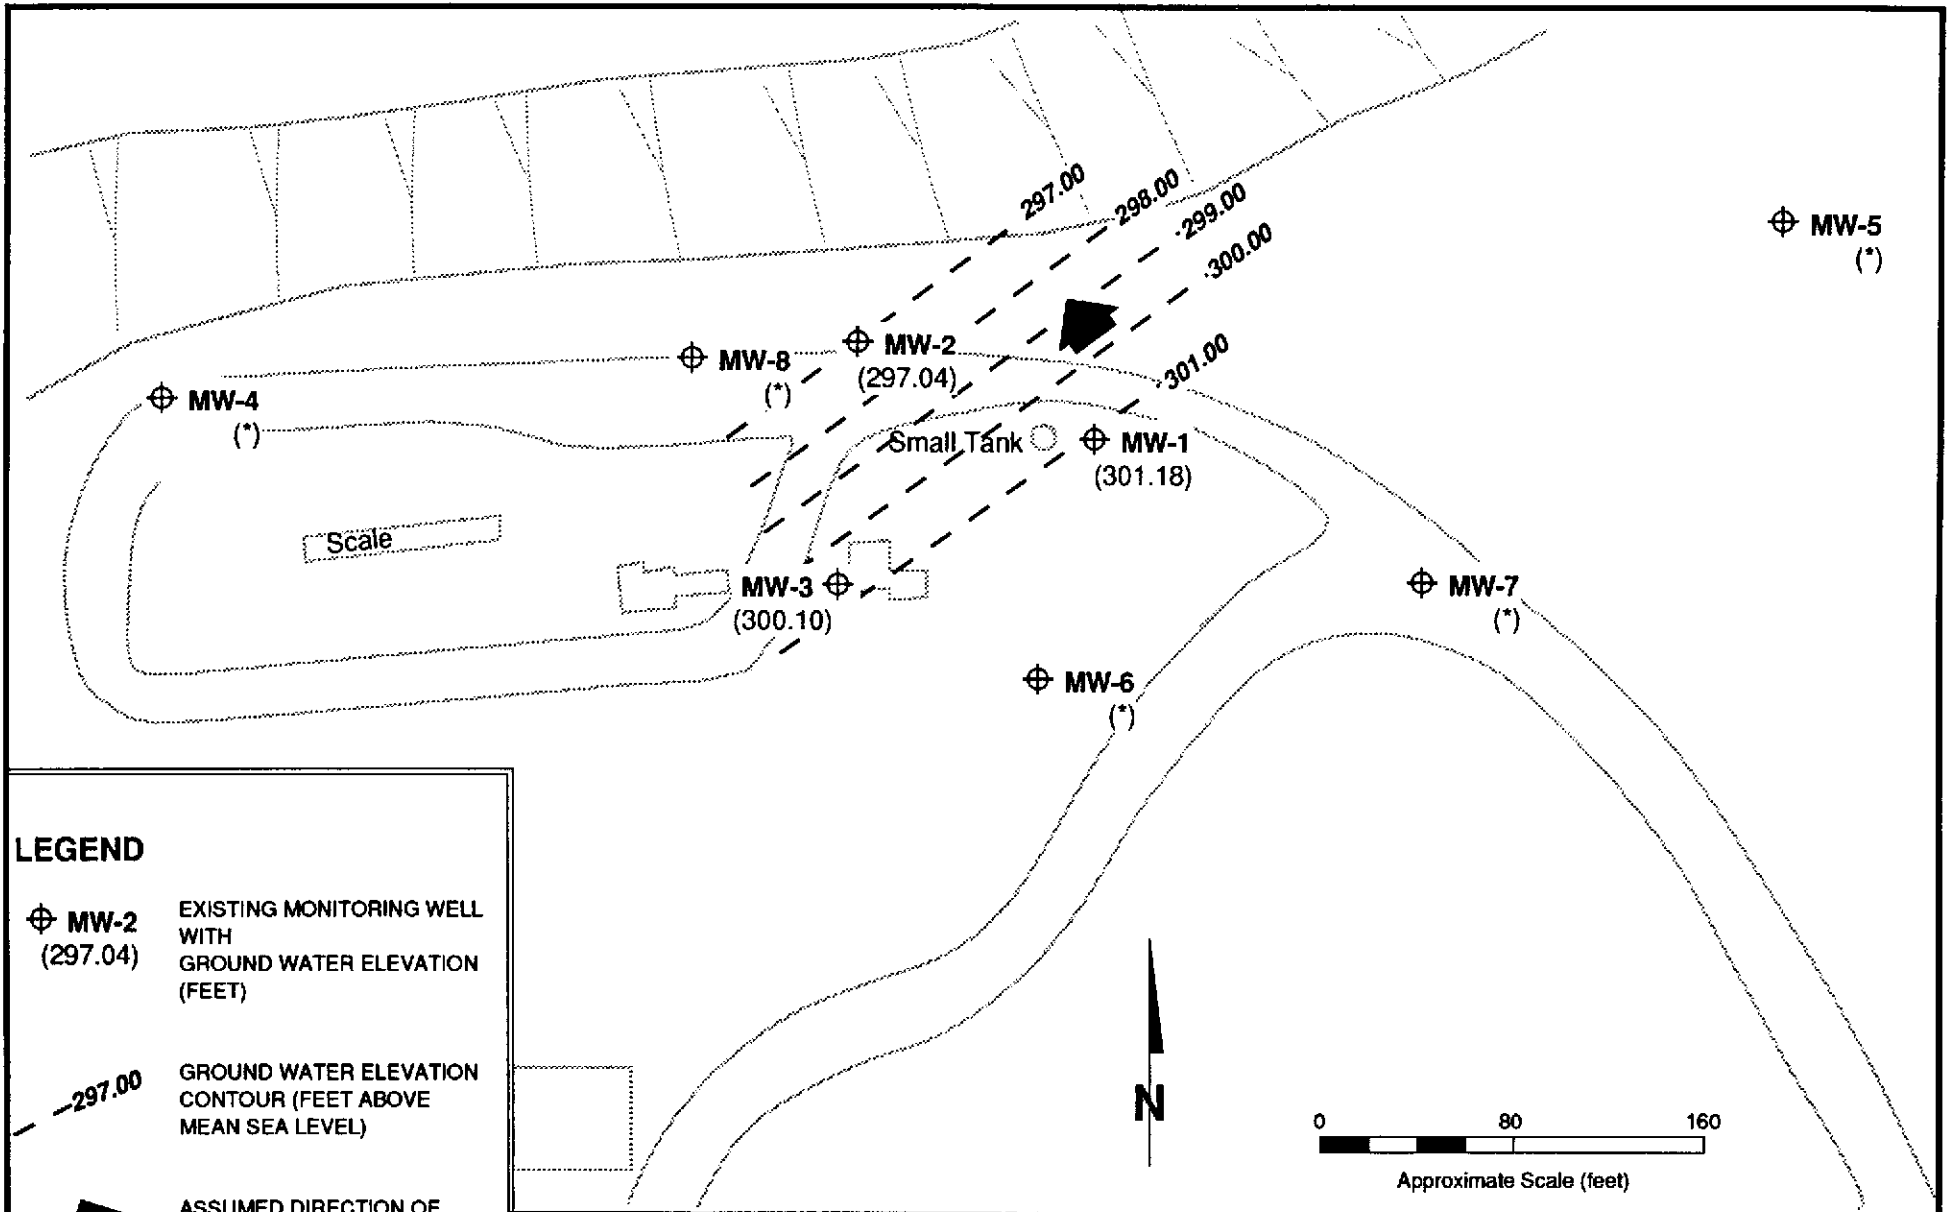 297.00
298.00
299.00
300.00
301.00
MW-5
(*)
MW-2
(297.04)
MW-8
(*)
MW-4
(*)
Small Tank
MW-1
(301.18)
Scale
MW-3
(300.10)
MW-7
(*)
MW-6
(*)
LEGEND
MW-2
(297.04)
EXISTING MONITORING WELL
WITH
GROUND WATER ELEVATION
(FEET)
297.00
GROUND WATER ELEVATION
CONTOUR (FEET ABOVE
MEAN SEA LEVEL)
ASSUMED DIRECTION OF
N
0 80 160
Approximate Scale (feet)